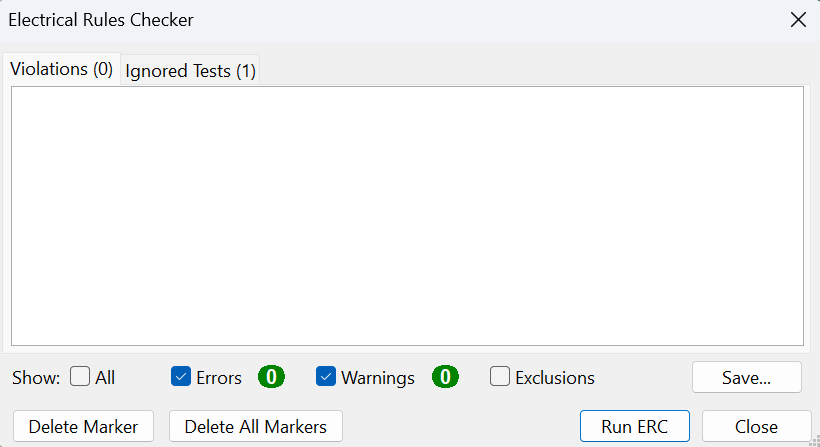 Electrical Rules Checker
Violations (0) Ignored Tests (1)
Show: All Errors 0 Warnings 0 Exclusions Save...
Delete Marker Delete All Markers Run ERC Close